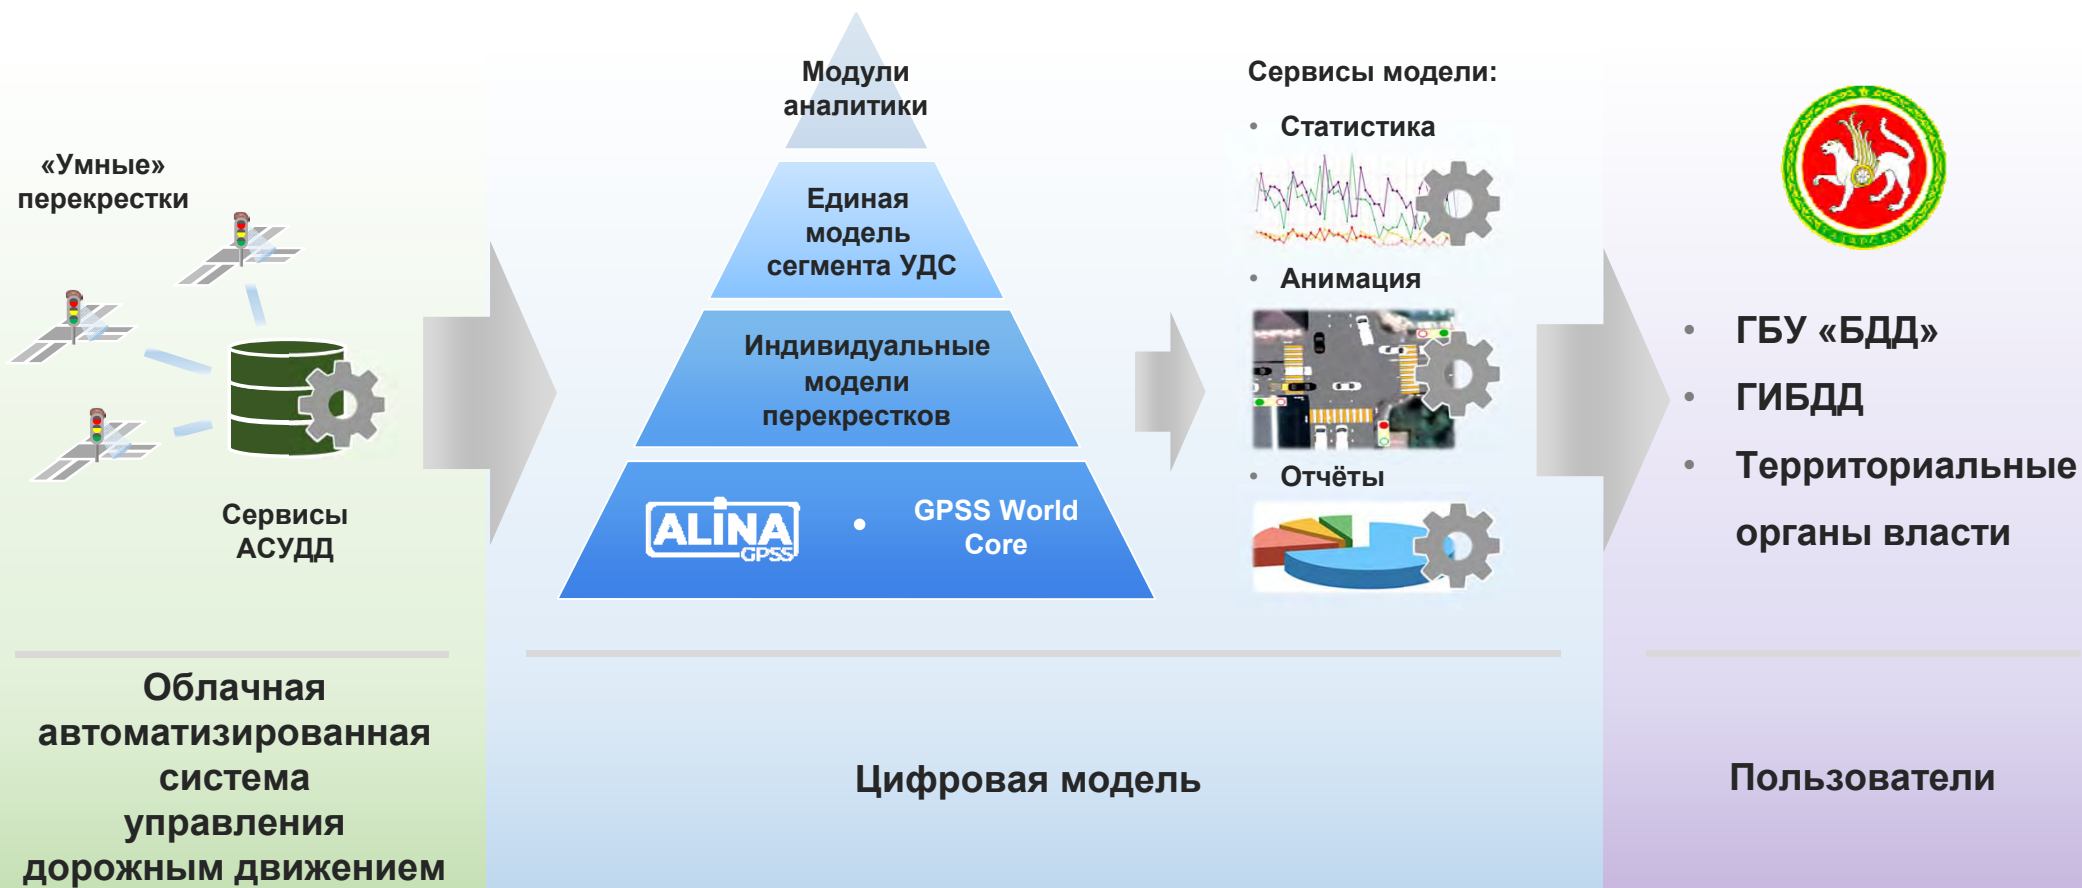 «Умные»
перекрестки
Сервисы
АСУДД
Облачная
автоматизированная
система
управления
дорожным движением
Модули
аналитики
Единая
модель
сегмента УДС
Индивидуальные
модели
перекрестков
ALINA
GPSS
•
GPSS World
Core
Сервисы модели:
• Статистика
• Анимация
• Отчёты
Цифровая модель
ТАТАРСТАН
• ГБУ «БДД»
• ГИБДД
• Территориальные
органы власти
Пользователи